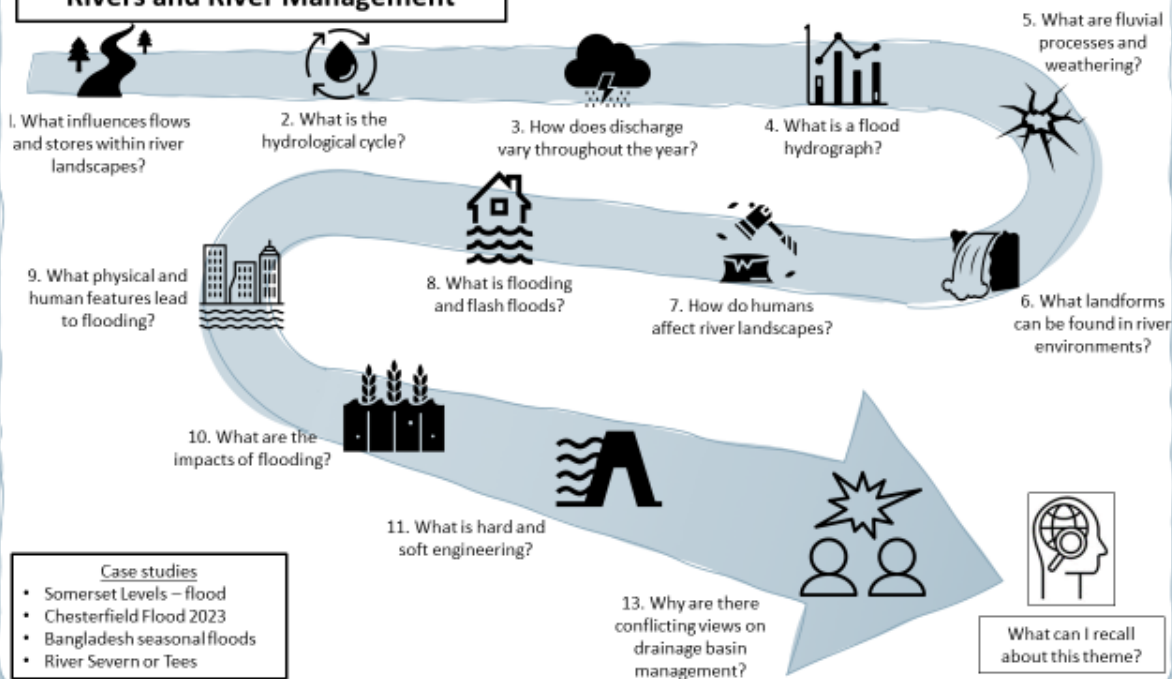 Rivers and River Management
1. What influences flows
and stores within river
landscapes?
2. What is the
hydrological cycle?
3. How does discharge
vary throughout the year?
4. What is a flood
hydrograph?
5. What are fluvial
processes and
weathering?
6. What landforms
can be found in river
environments?
7. How do humans
affect river landscapes?
8. What is flooding
and flash floods?
9. What physical and
human features lead
to flooding?
10. What are the
impacts of flooding?
11. What is hard and
soft engineering?
13. Why are there
conflicting views on
drainage basin
management?
What can I recall
about this theme?
Case studies
• Somerset Levels – flood
• Chesterfield Flood 2023
• Bangladesh seasonal floods
• River Severn or Tees